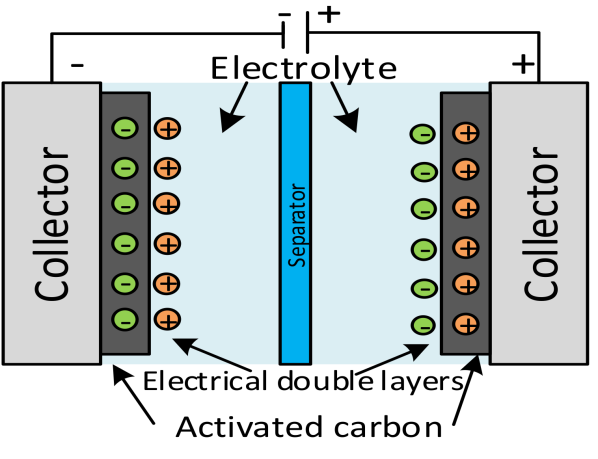 - +
- +
Electrolyte
Collector
Separator
Collector
- + - +
- + - +
- + - +
- + - +
- + - +
- + - +
Electrical double layers
Activated carbon